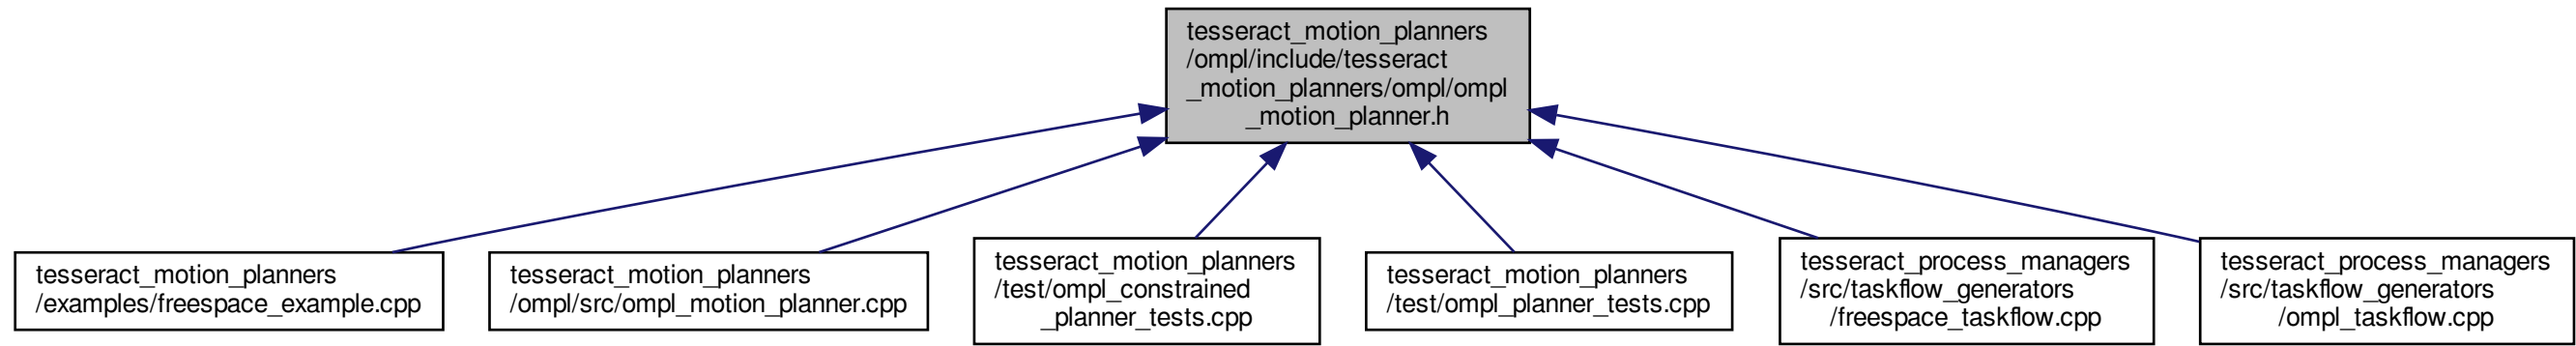 tesseract_motion_planners
/ompl/include/tesseract
_motion_planners/ompl/ompl
_motion_planner.h
tesseract_motion_planners
/examples/freespace_example.cpp
tesseract_motion_planners
/ompl/src/ompl_motion_planner.cpp
tesseract_motion_planners
/test/ompl_constrained
_planner_tests.cpp
tesseract_motion_planners
/test/ompl_planner_tests.cpp
tesseract_process_managers
/src/taskflow_generators
/freespace_taskflow.cpp
tesseract_process_managers
/src/taskflow_generators
/ompl_taskflow.cpp